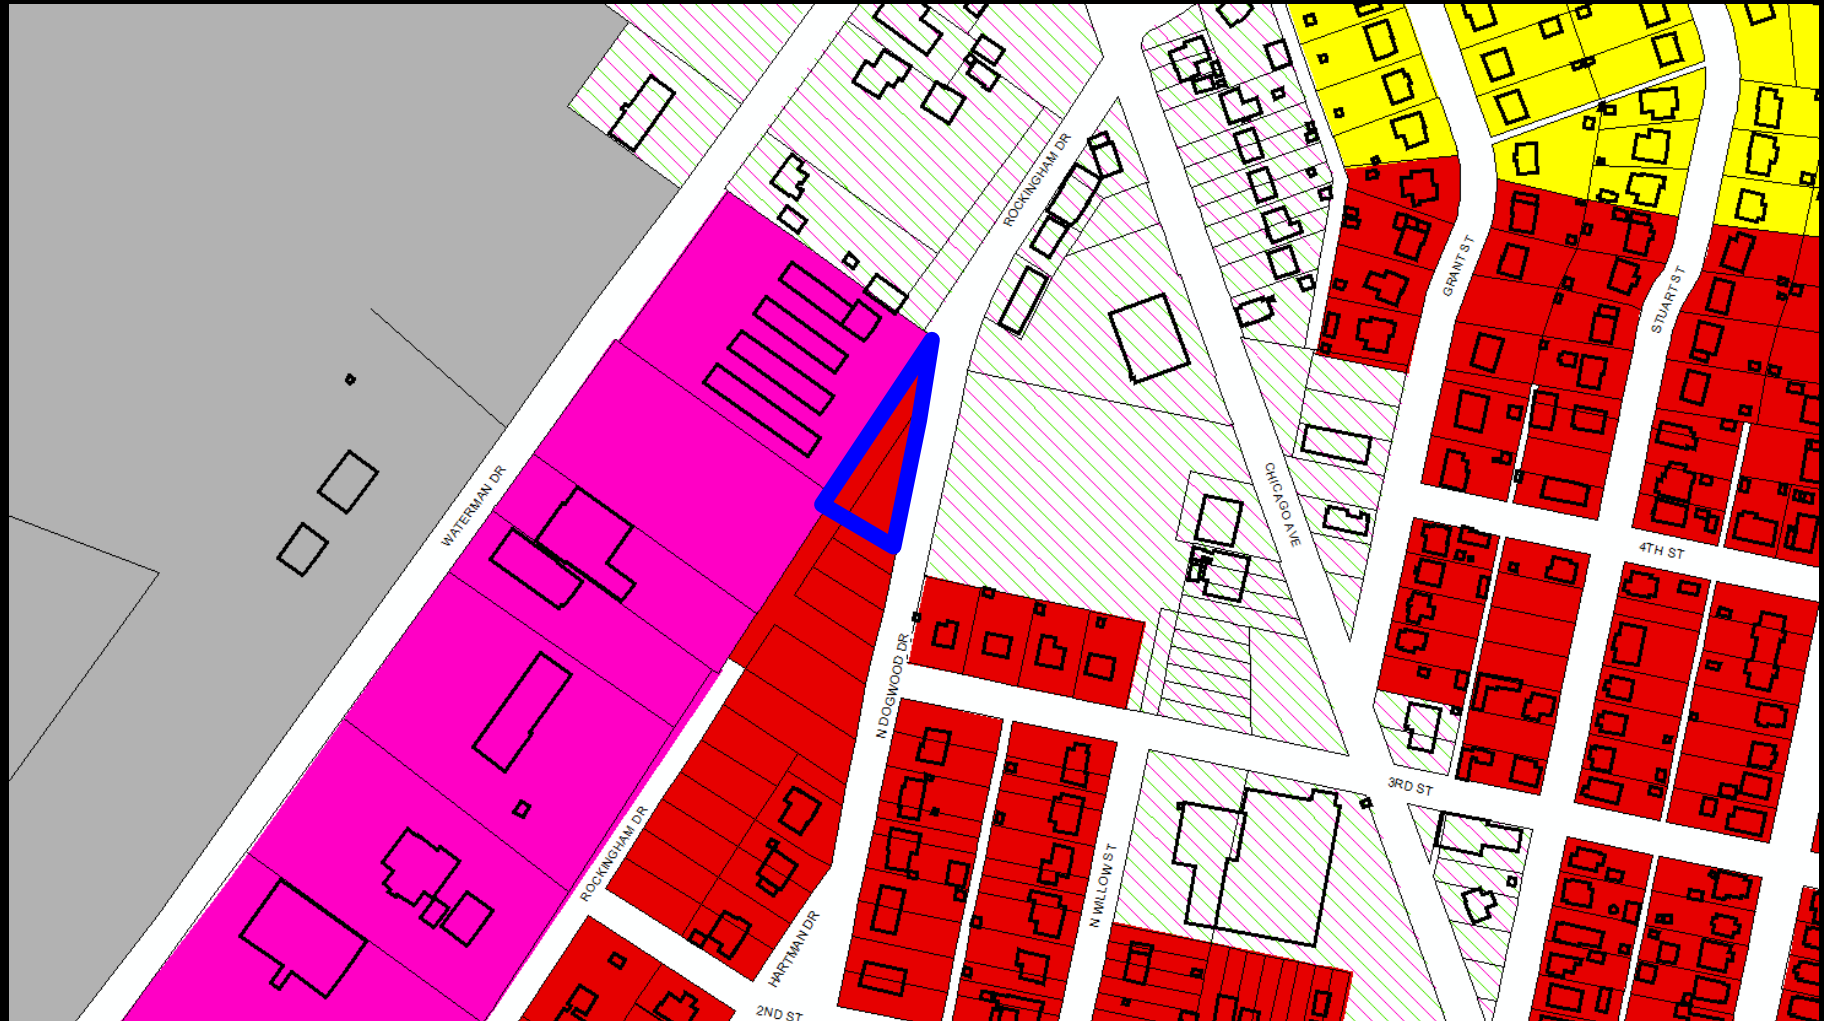 ROCKINGHAM DR
GRANT ST
STUART ST
WATERMAN DR
CHICAGO AVE
4TH ST
N DOGWOOD DR
3RD ST
ROCKINGHAM DR
N WILLOW ST
HARTMAN DR
2ND ST